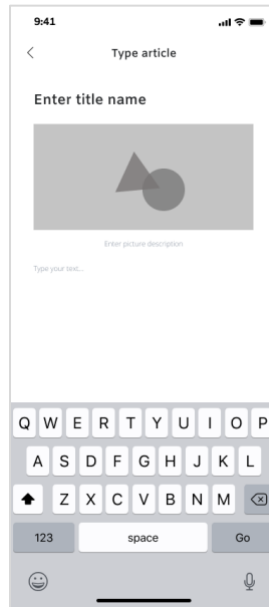 9:41
Type article
Enter title name
Enter picture description
Type your text...
Q W E R T Y U I O P
A S D F G H J K L
Z X C V B N M
123 space Go